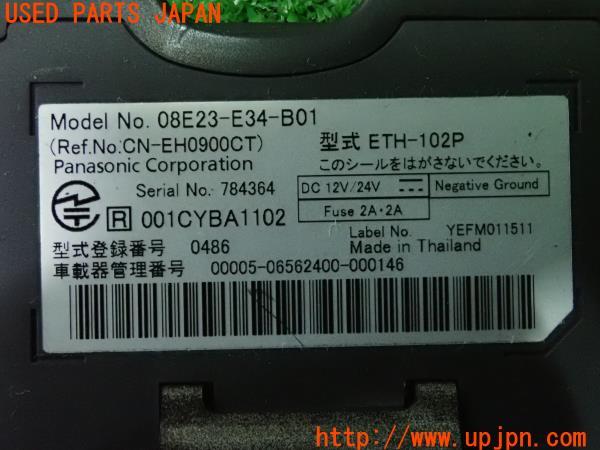 USED PARTS JAPAN
Model No. 08E23-E34-B01
(Ref.No:CN-EH0900CT)
型式 ETH-102P
Panasonic Corporation
このシールをはがさないでください。
Serial No. 784364
DC 12V/24V
Negative Ground
Fuse 2A・2A
R 001CYBA1102
Label No. YEFM011511
型式登録番号 0486
Made in Thailand
車載器管理番号 00005-06562400-000146
UPJ
http://www.upjpn.com/